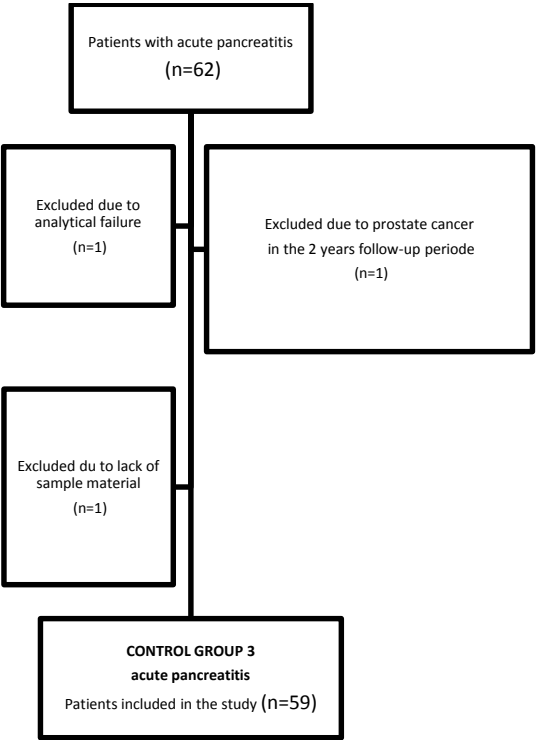 Patients with acute pancreatitis
(n=62)
Excluded due to
analytical failure
(n=1)
Excluded due to prostate cancer
in the 2 years follow-up periode
(n=1)
Excluded du to lack of
sample material
(n=1)
CONTROL GROUP 3
acute pancreatitis
Patients included in the study (n=59)